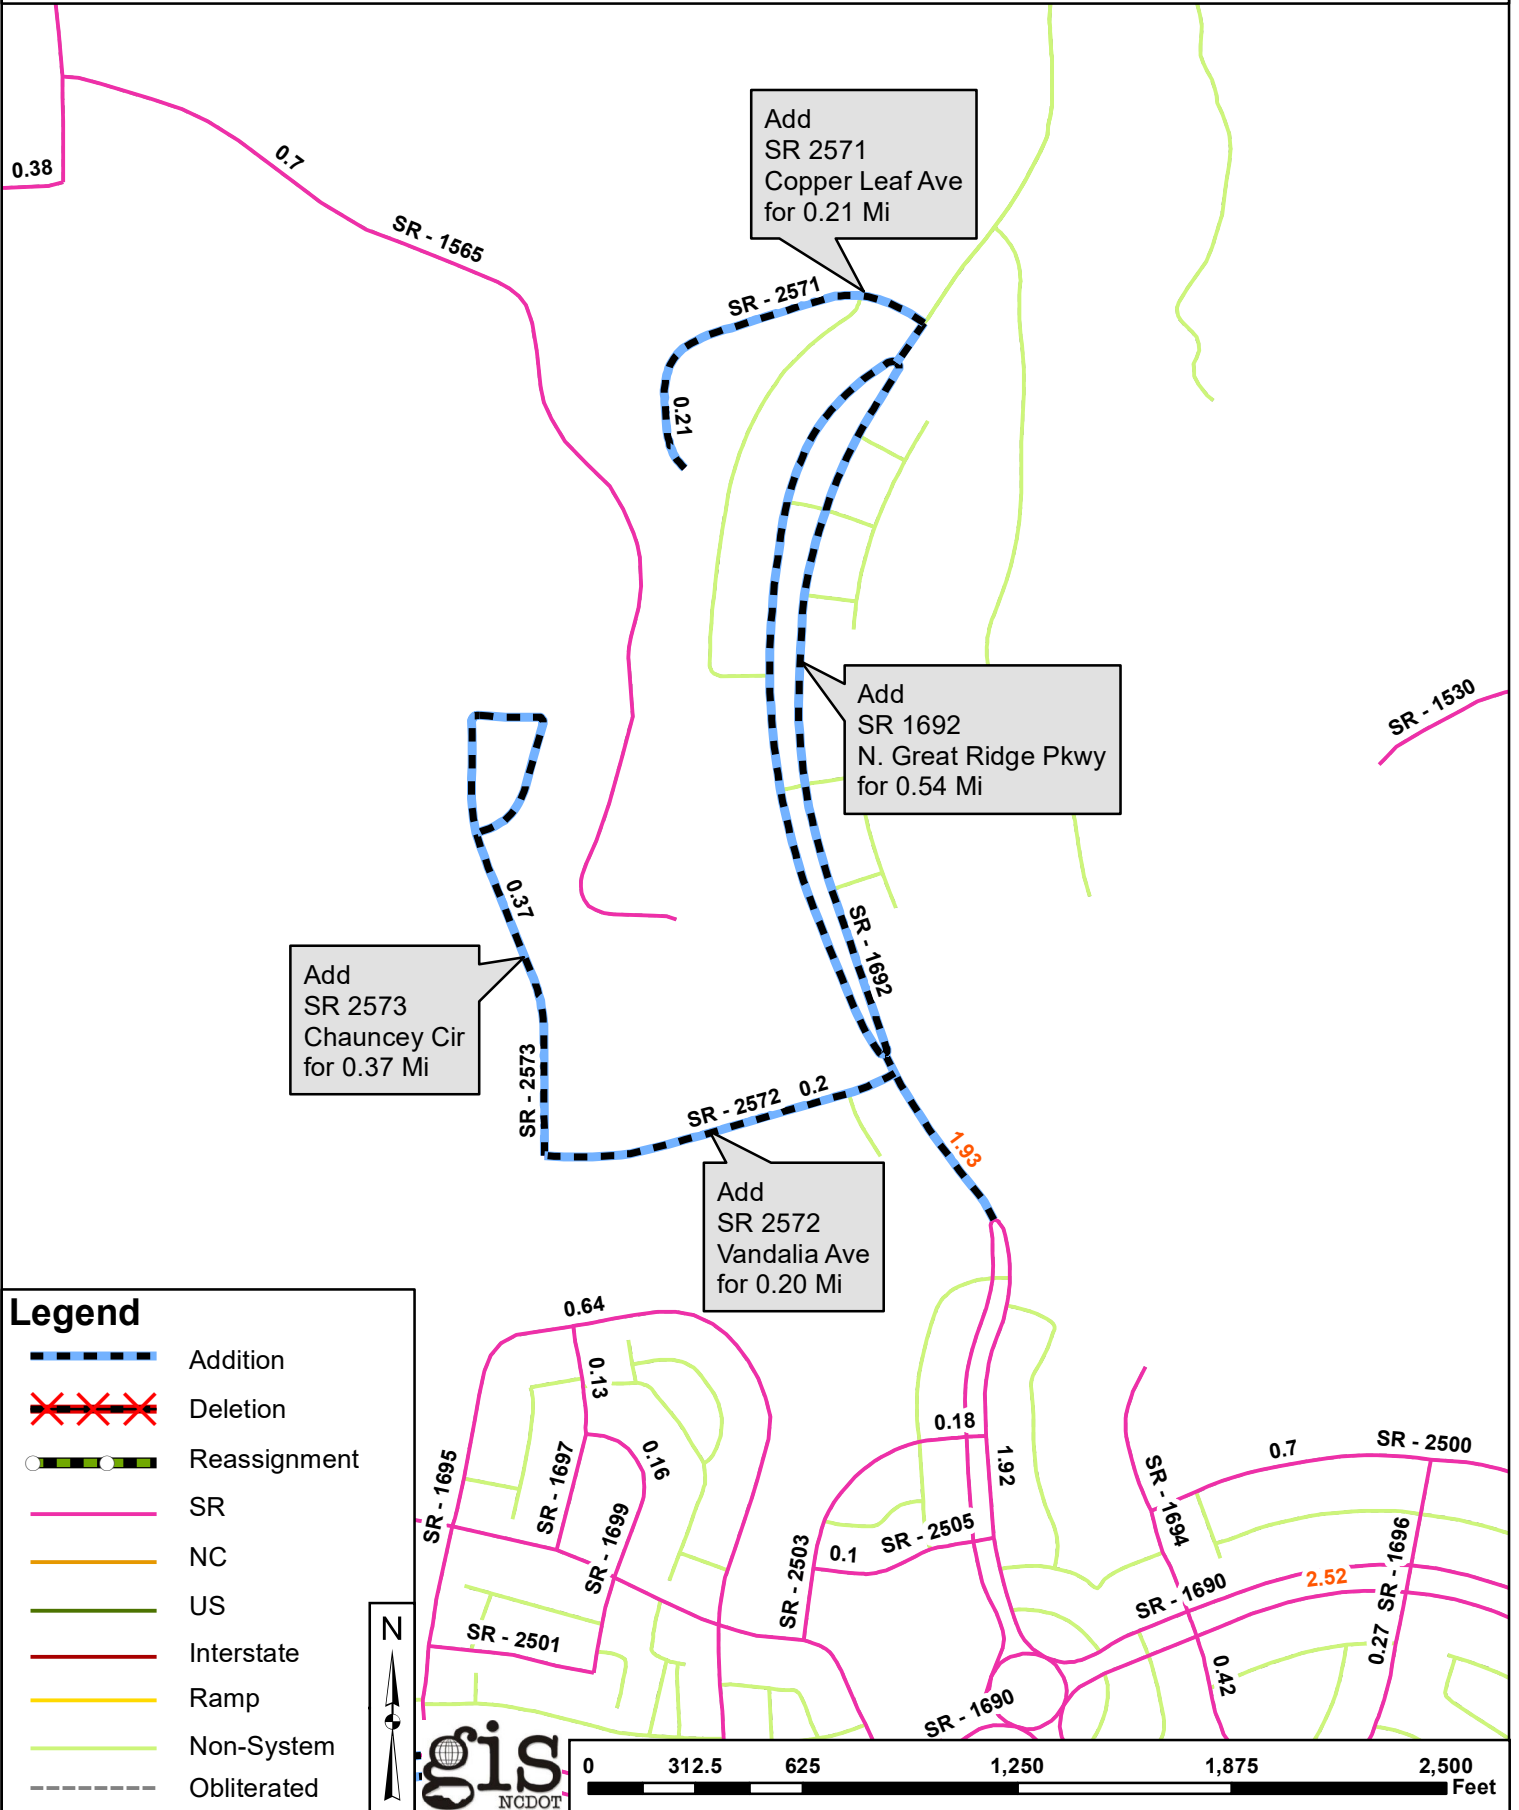 0.38
0.7
SR - 1565
Add
SR 2571
Copper Leaf Ave
for 0.21 Mi
SR - 2571
0.21
Add
SR 1692
N. Great Ridge Pkwy
for 0.54 Mi
SR - 1530
0.37
SR - 1692
Add
SR 2573
Chauncey Cir
for 0.37 Mi
SR - 2573
SR - 2572
0.2
1.93
Add
SR 2572
Vandalia Ave
for 0.20 Mi
0.64
0.13
0.16
SR - 1695
SR - 1697
SR - 1699
SR - 2501
0.18
1.92
SR - 2503
0.1
SR - 2505
SR - 1694
0.7
SR - 2500
SR - 1696
SR - 1690
2.52
0.27
0.42
SR - 1690
Legend
Addition
Deletion
Reassignment
SR
NC
US
Interstate
Ramp
Non-System
Obliterated
N
gis
NCDOT
0 312.5 625 1,250 1,875 2,500
Feet